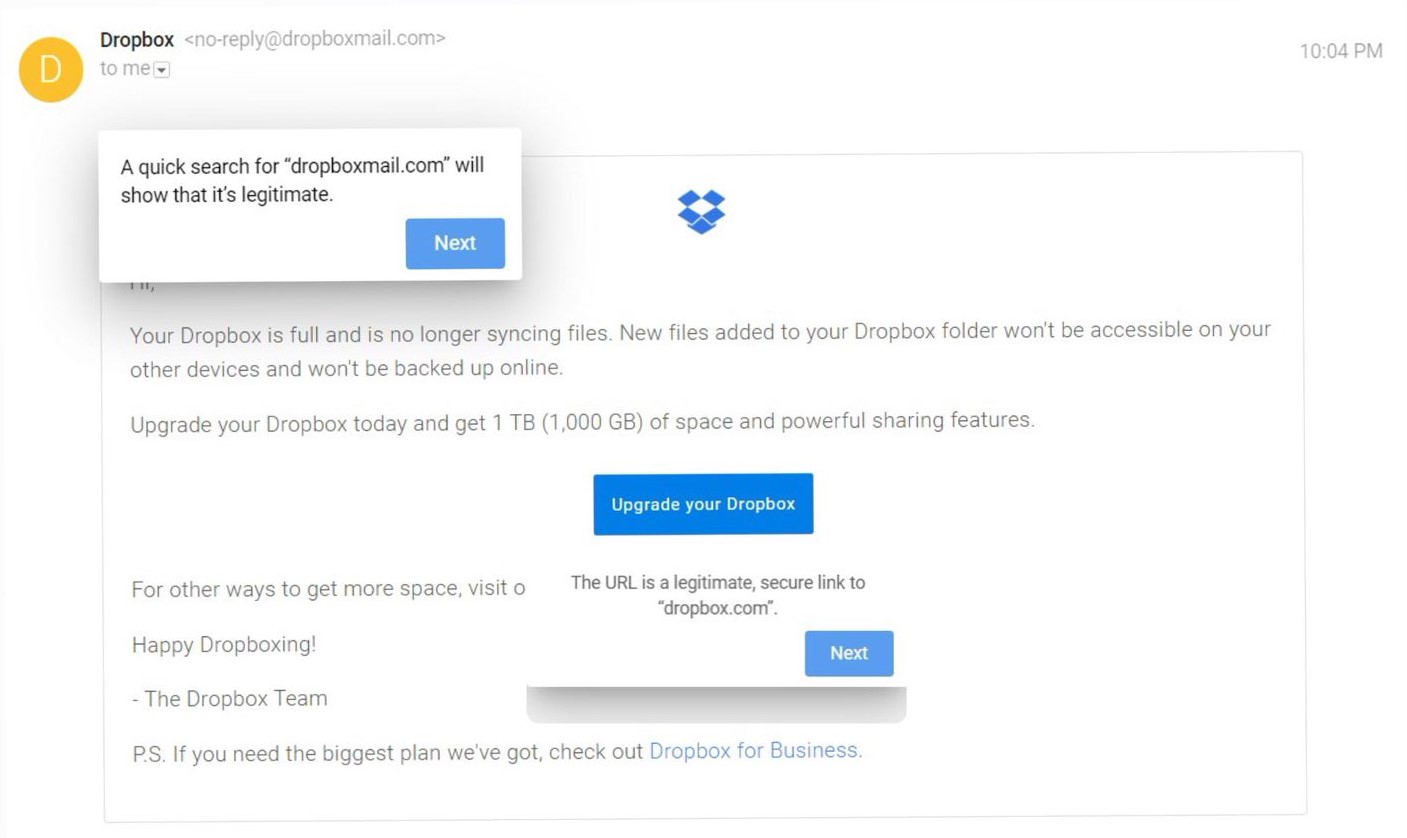 Dropbox <no-reply@dropboxmail.com>
10:04 PM
D
to me
A quick search for “dropboxmail.com” will
show that it’s legitimate.
Next
Hi,
Your Dropbox is full and is no longer syncing files. New files added to your Dropbox folder won't be accessible on your
other devices and won't be backed up online.
Upgrade your Dropbox today and get 1 TB (1,000 GB) of space and powerful sharing features.
Upgrade your Dropbox
For other ways to get more space, visit o
The URL is a legitimate, secure link to
“dropbox.com”.
Next
Happy Dropboxing!
- The Dropbox Team
P.S. If you need the biggest plan we've got, check out Dropbox for Business.